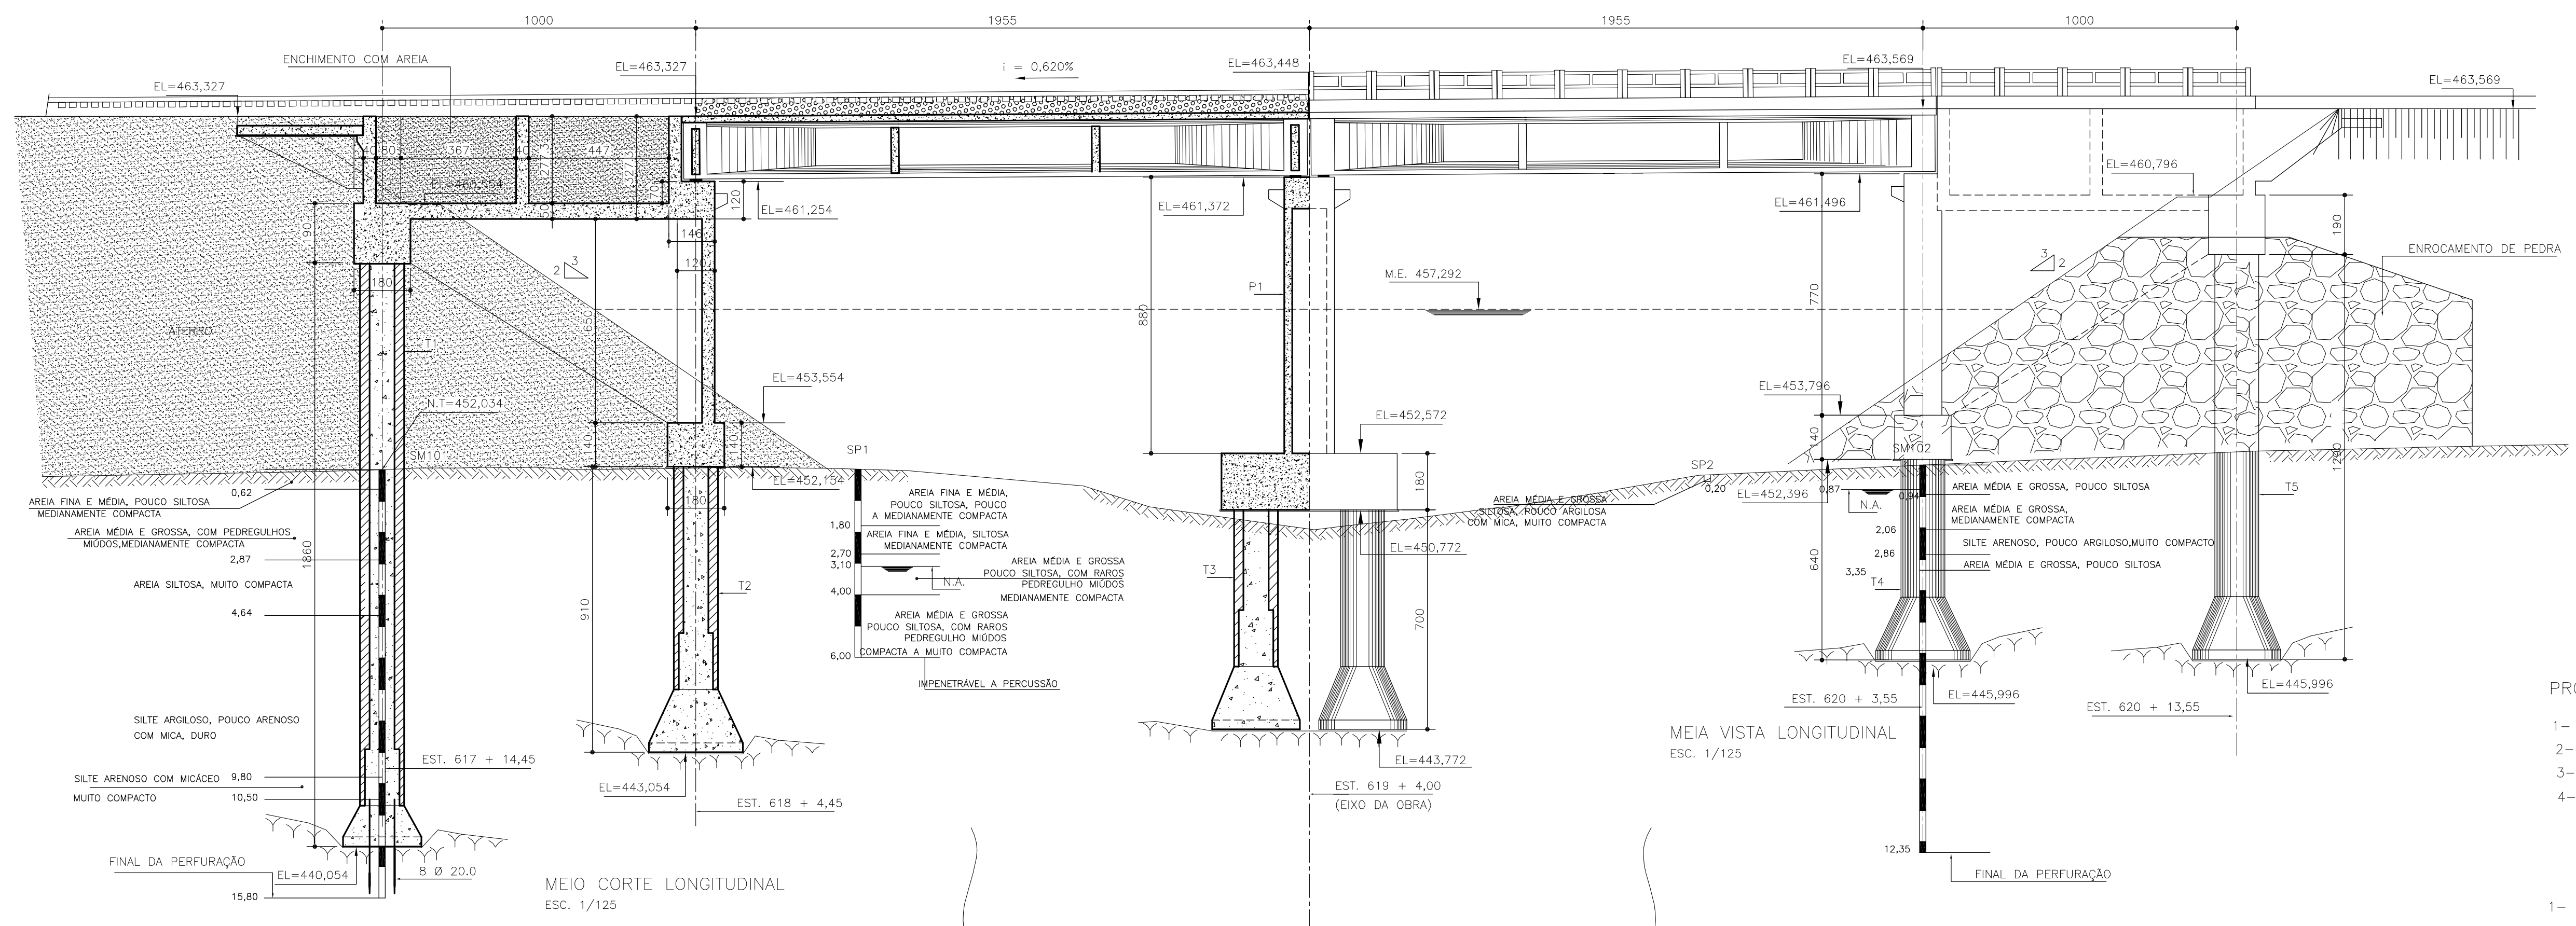 1000
1955
1955
1000
ENCHIMENTO COM AREIA
EL=463,327
EL=463,327
i = 0,620%
EL=463,448
EL=463,569
EL=463,569
40
80
367
40
447
120
EL=460,554
50
EL=461,254
EL=461,372
EL=461,496
EL=460,796
190
146
120
180
2
3
650
ATERRO
T1
P1
880
M.E. 457,292
770
3
2
190
ENROCAMENTO DE PEDRA
EL=453,554
N.T=452,034
EL=452,572
EL=453,796
140
140
SM101
SP1
SP2
SM102
140
1290
0,62
AREIA FINA E MÉDIA, POUCO SILTOSA
MEDIANAMENTE COMPACTA
AREIA MÉDIA E GROSSA, COM PEDREGULHOS
MIÚDOS,MEDIANAMENTE COMPACTA
2,87
AREIA SILTOSA, MUITO COMPACTA
4,64
SILTE ARGILOSO, POUCO ARENOSO
COM MICA, DURO
SILTE ARENOSO COM MICÁCEO
9,80
MUITO COMPACTO
10,50
FINAL DA PERFURAÇÃO
15,80
1860
EL=440,054
8 Ø 20.0
EST. 617 + 14,45
180
EL=452,154
T2
910
EL=443,054
EST. 618 + 4,45
AREIA FINA E MÉDIA,
POUCO SILTOSA, POUCO
A MEDIANAMENTE COMPACTA
1,80
AREIA FINA E MÉDIA, SILTOSA
MEDIANAMENTE COMPACTA
2,70
3,10
N.A.
AREIA MÉDIA E GROSSA
POUCO SILTOSA, COM RAROS
PEDREGULHO MIÚDOS
MEDIANAMENTE COMPACTA
4,00
AREIA MÉDIA E GROSSA
POUCO SILTOSA, COM RAROS
PEDREGULHO MIÚDOS
COMPACTA A MUITO COMPACTA
6,00
IMPENETRÁVEL A PERCUSSÃO
T3
180
EL=450,772
700
EL=443,772
EST. 619 + 4,00
(EIXO DA OBRA)
0,20
AREIA MÉDIA E GROSSA
SILTOSA, POUCO ARGILOSA
COM MICA, MUITO COMPACTA
EL=452,396
0,87
N.A.
0,94
AREIA MÉDIA E GROSSA, POUCO SILTOSA
AREIA MÉDIA E GROSSA,
MEDIANAMENTE COMPACTA
2,06
SILTE ARENOSO, POUCO ARGILOSO,MUITO COMPACTO
2,86
AREIA MÉDIA E GROSSA, POUCO SILTOSA
3,35
T4
T5
640
EL=445,996
EL=445,996
EST. 620 + 3,55
EST. 620 + 13,55
12,35
FINAL DA PERFURAÇÃO
MEIA VISTA LONGITUDINAL
ESC. 1/125
MEIO CORTE LONGITUDINAL
ESC. 1/125
1-
2-
3-
4-
1-